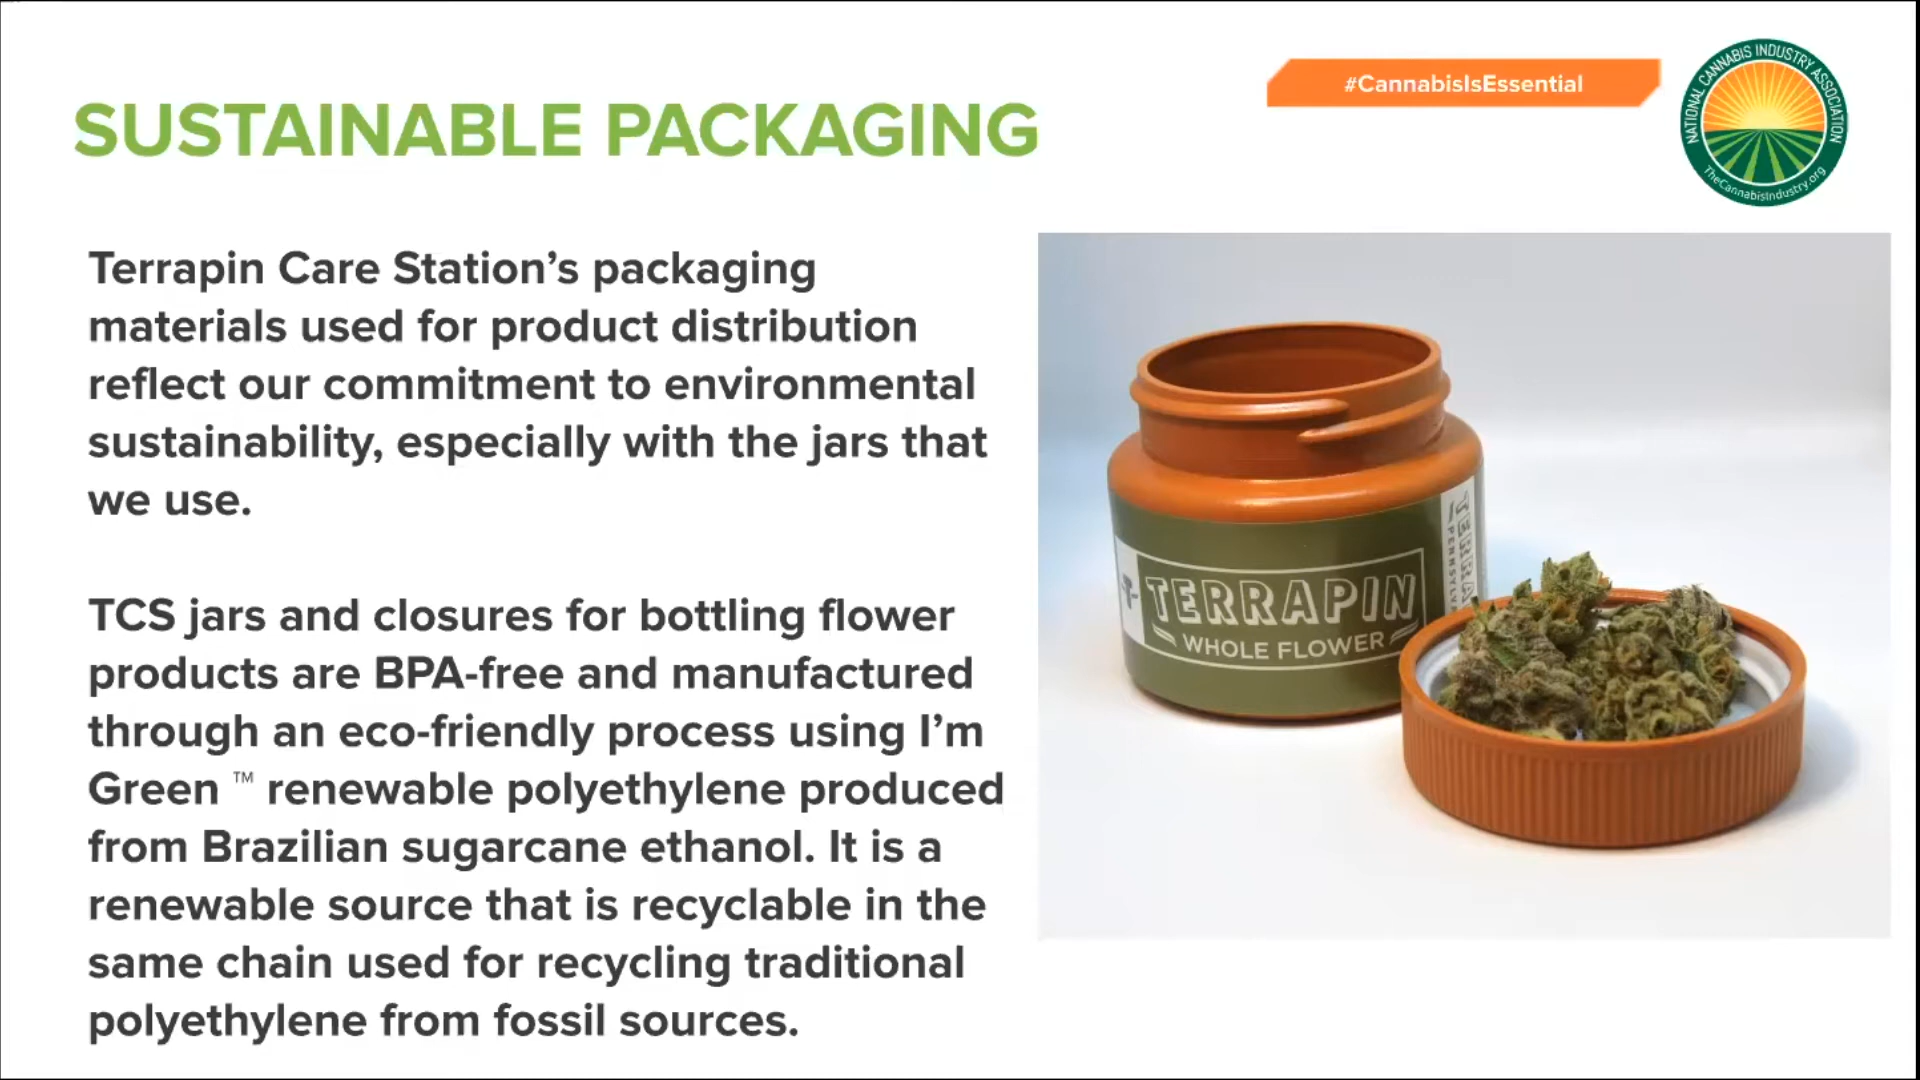 #CannabisIsEssential
NATIONAL CANNABIS INDUSTRY ASSOCIATION
TheCannabisIndustry.org
SUSTAINABLE PACKAGING
Terrapin Care Station’s packaging
materials used for product distribution
reflect our commitment to environmental
sustainability, especially with the jars that
we use.
TCS jars and closures for bottling flower
products are BPA-free and manufactured
through an eco-friendly process using I’m
Green ™ renewable polyethylene produced
from Brazilian sugarcane ethanol. It is a
renewable source that is recyclable in the
same chain used for recycling traditional
polyethylene from fossil sources.
TERRAPIN
WHOLE FLOWER